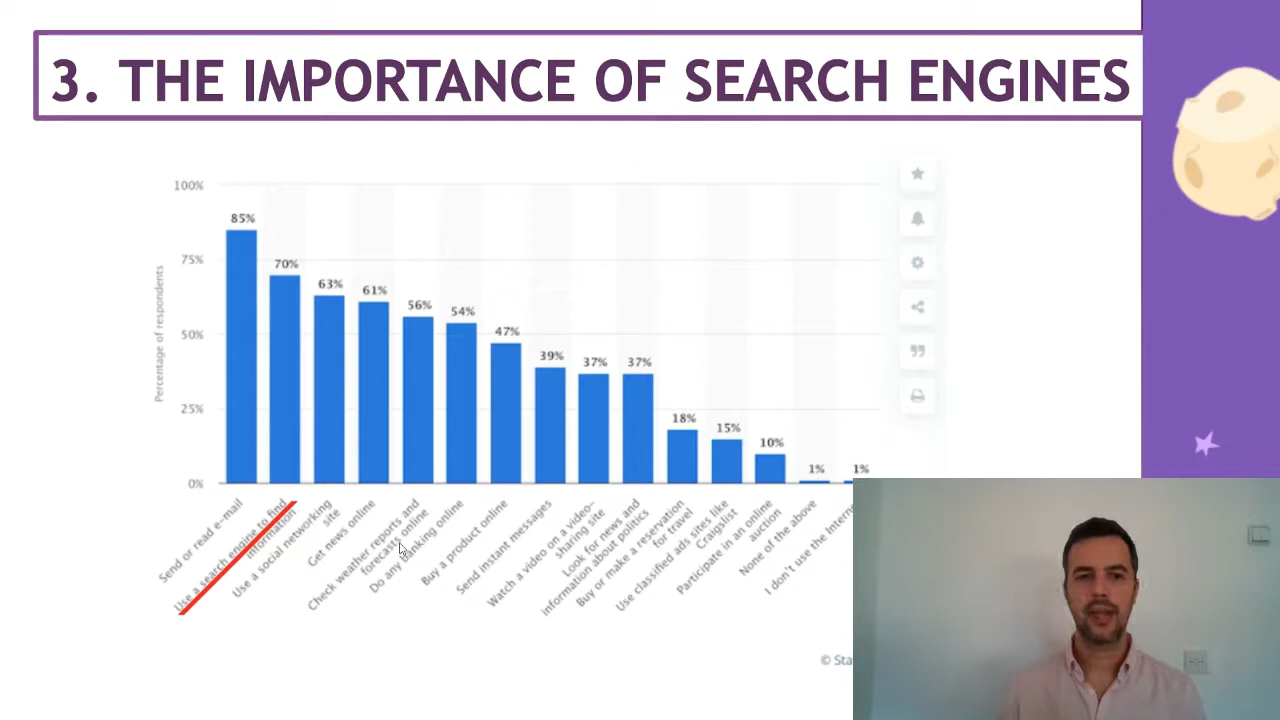 3. THE IMPORTANCE OF SEARCH ENGINES
100%
75%
50%
25%
0%
Percentage of respondents
85%
70%
63%
61%
56%
54%
47%
39%
37%
37%
18%
15%
10%
1%
1%
Send or read e-mail
Use a search engine to find
information
Use a social networking
site
Get news online
Check weather reports and
forecasts online
Do any banking online
Buy a product online
Send instant messages
Watch a video on a video-
sharing site
Look for news and
information about politics
Buy or make a reservation
for travel
Use classified ads sites like
Craigslist
Participate in an online
auction
None of the above
I don't use the Interne
© Sta